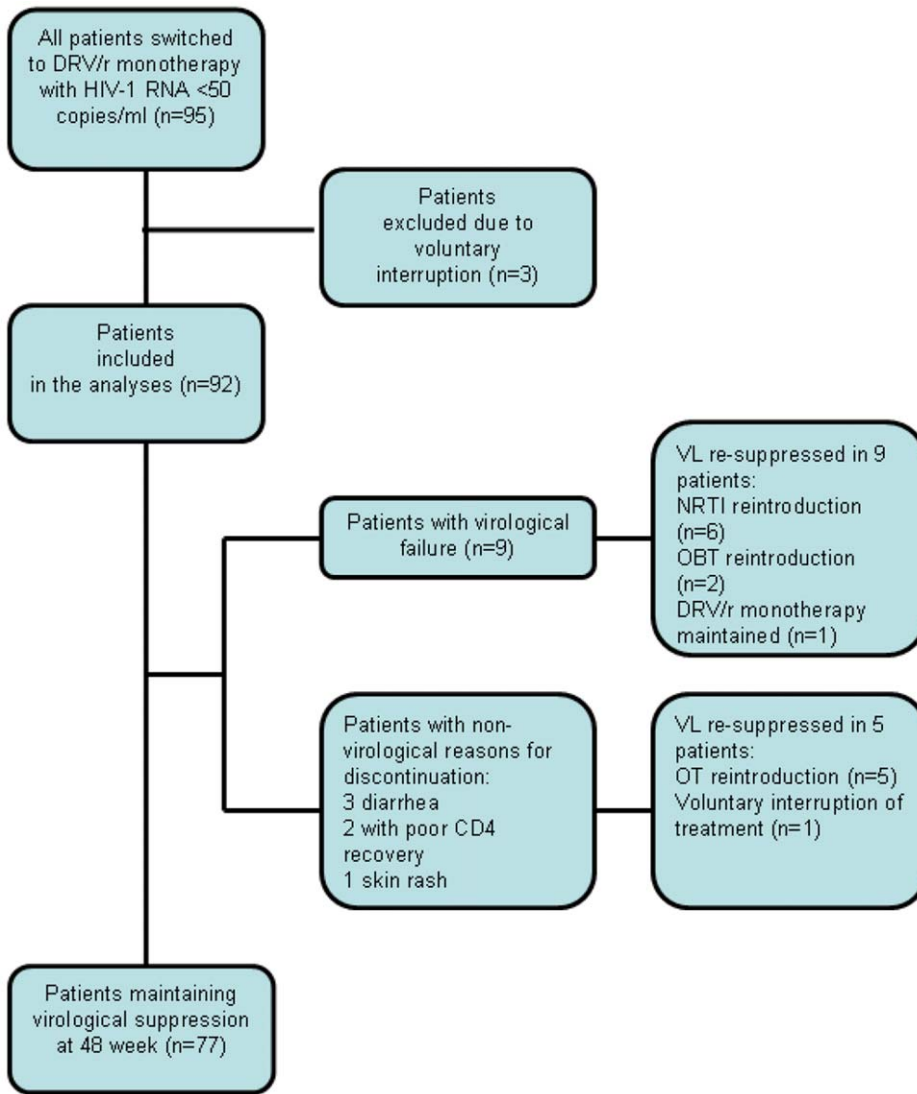 All patients switched
to DRV/r monotherapy
with HIV-1 RNA <50
copies/ml (n=95)
Patients
excluded due to
voluntary
interruption (n=3)
Patients
included
in the analyses (n=92)
Patients with virological
failure (n=9)
VL re-suppressed in 9
patients:
NRTI reintroduction
(n=6)
OBT reintroduction
(n=2)
DRV/r monotherapy
maintained (n=1)
Patients with non-
virological reasons for
discontinuation:
3 diarrhea
2 with poor CD4
recovery
1 skin rash
VL re-suppressed in 5
patients:
OT reintroduction (n=5)
Voluntary interruption of
treatment (n=1)
Patients maintaining
virological suppression
at 48 week (n=77)